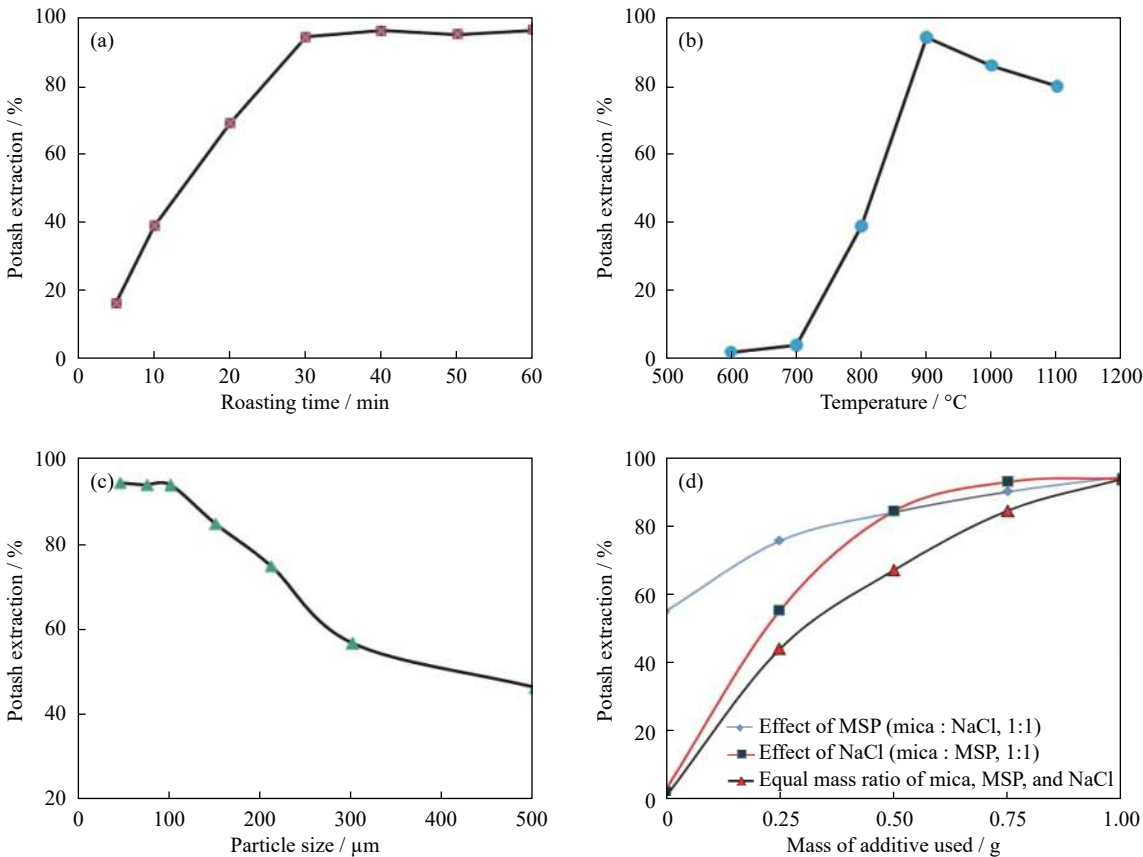 (a)
Potash extraction / %
100
80
60
40
20
0
0 10 20 30 40 50 60
Roasting time / min
(b)
Potash extraction / %
100
80
60
40
20
0
500 600 700 800 900 1000 1100 1200
Temperature / °C
(c)
Potash extraction / %
100
80
60
40
20
0 100 200 300 400 500
Particle size / μm
(d)
Potash extraction / %
100
80
60
40
20
0
Effect of MSP (mica : NaCl, 1:1)
Effect of NaCl (mica : MSP, 1:1)
Equal mass ratio of mica, MSP, and NaCl
0 0.25 0.50 0.75 1.00
Mass of additive used / g